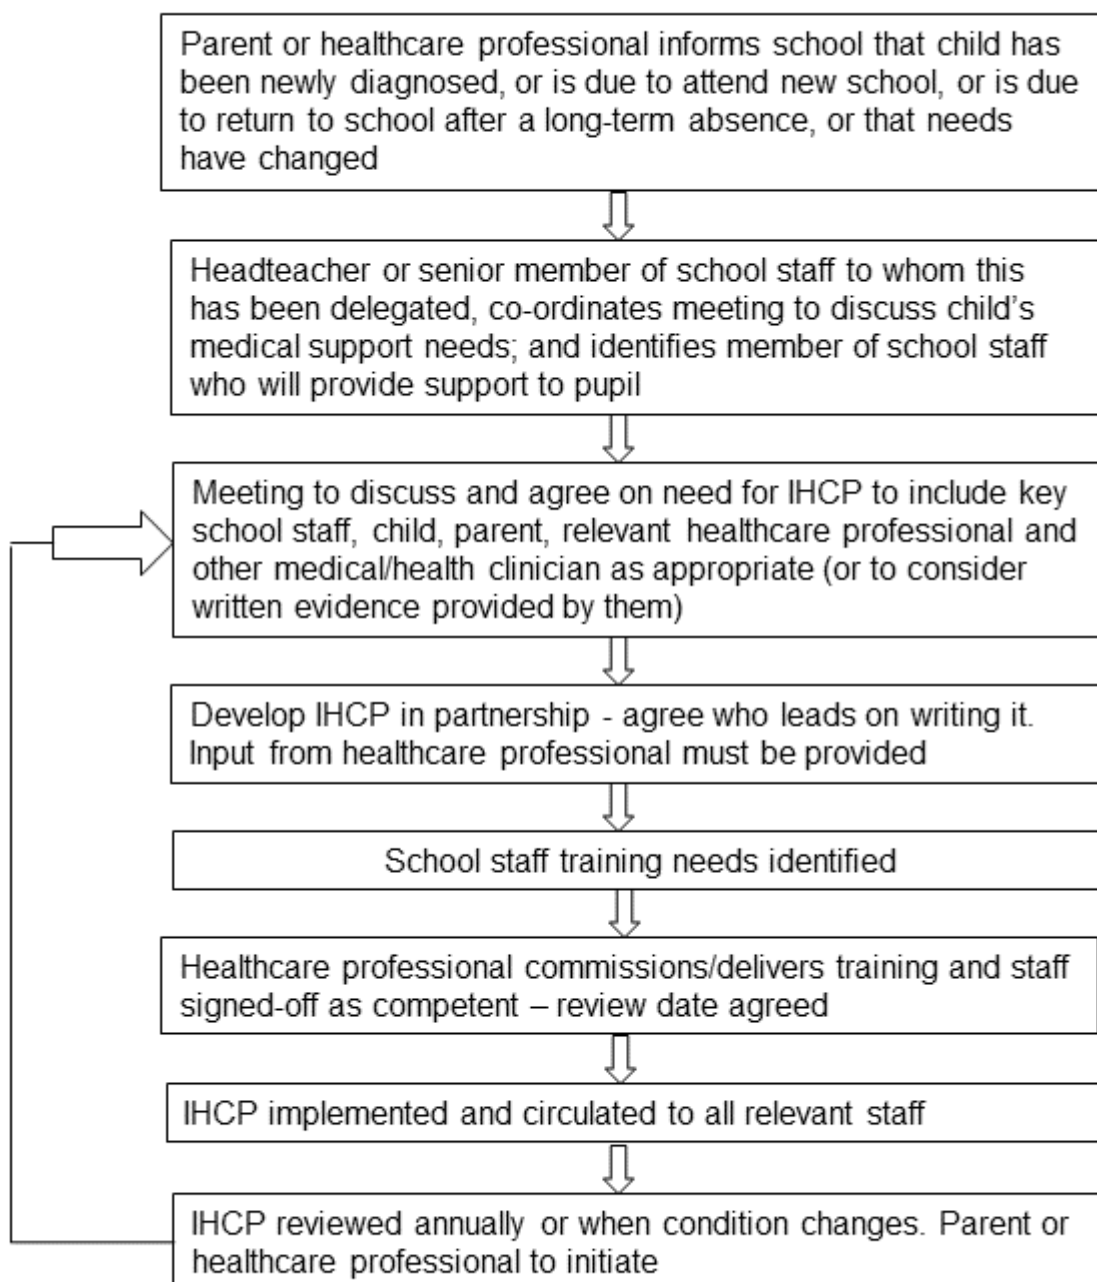 Parent or healthcare professional informs school that child has
been newly diagnosed, or is due to attend new school, or is due
to return to school after a long-term absence, or that needs
have changed
Headteacher or senior member of school staff to whom this
has been delegated, co-ordinates meeting to discuss child's
medical support needs; and identifies member of school staff
who will provide support to pupil
Meeting to discuss and agree on need for IHCP to include key
school staff, child, parent, relevant healthcare professional and
other medical/health clinician as appropriate (or to consider
written evidence provided by them)
Develop IHCP in partnership - agree who leads on writing it.
Input from healthcare professional must be provided
School staff training needs identified
Healthcare professional commissions/delivers training and staff
signed-off as competent – review date agreed
IHCP implemented and circulated to all relevant staff
IHCP reviewed annually or when condition changes. Parent or
healthcare professional to initiate